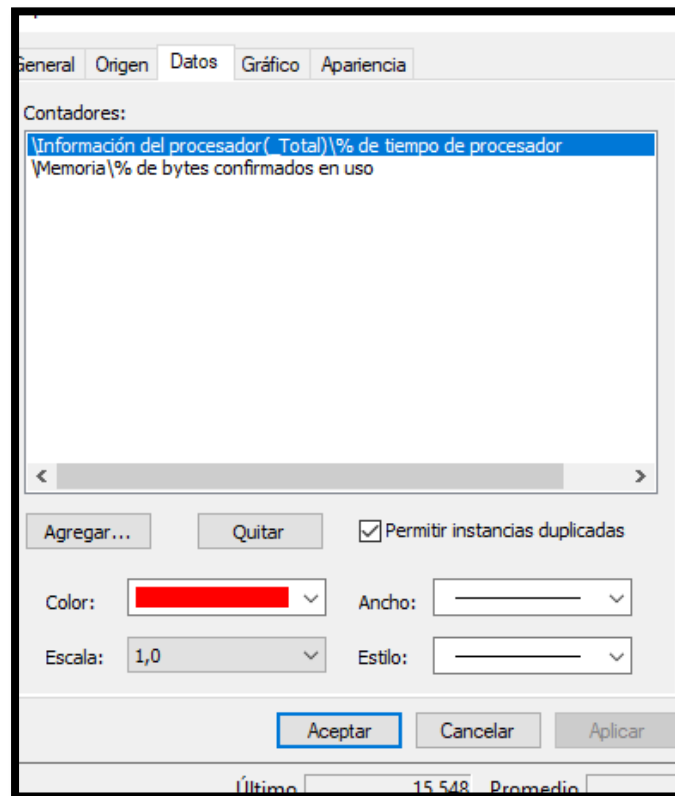 General Origen Datos Gráfico Apariencia
Contadores:
\Información del procesador(_Total)\% de tiempo de procesador
\Memoria\% de bytes confirmados en uso
Agregar... Quitar Permitir instancias duplicadas
Color: Ancho:
Escala: 1,0 Estilo:
Aceptar Cancelar Aplicar
Último 15,548 Promedio